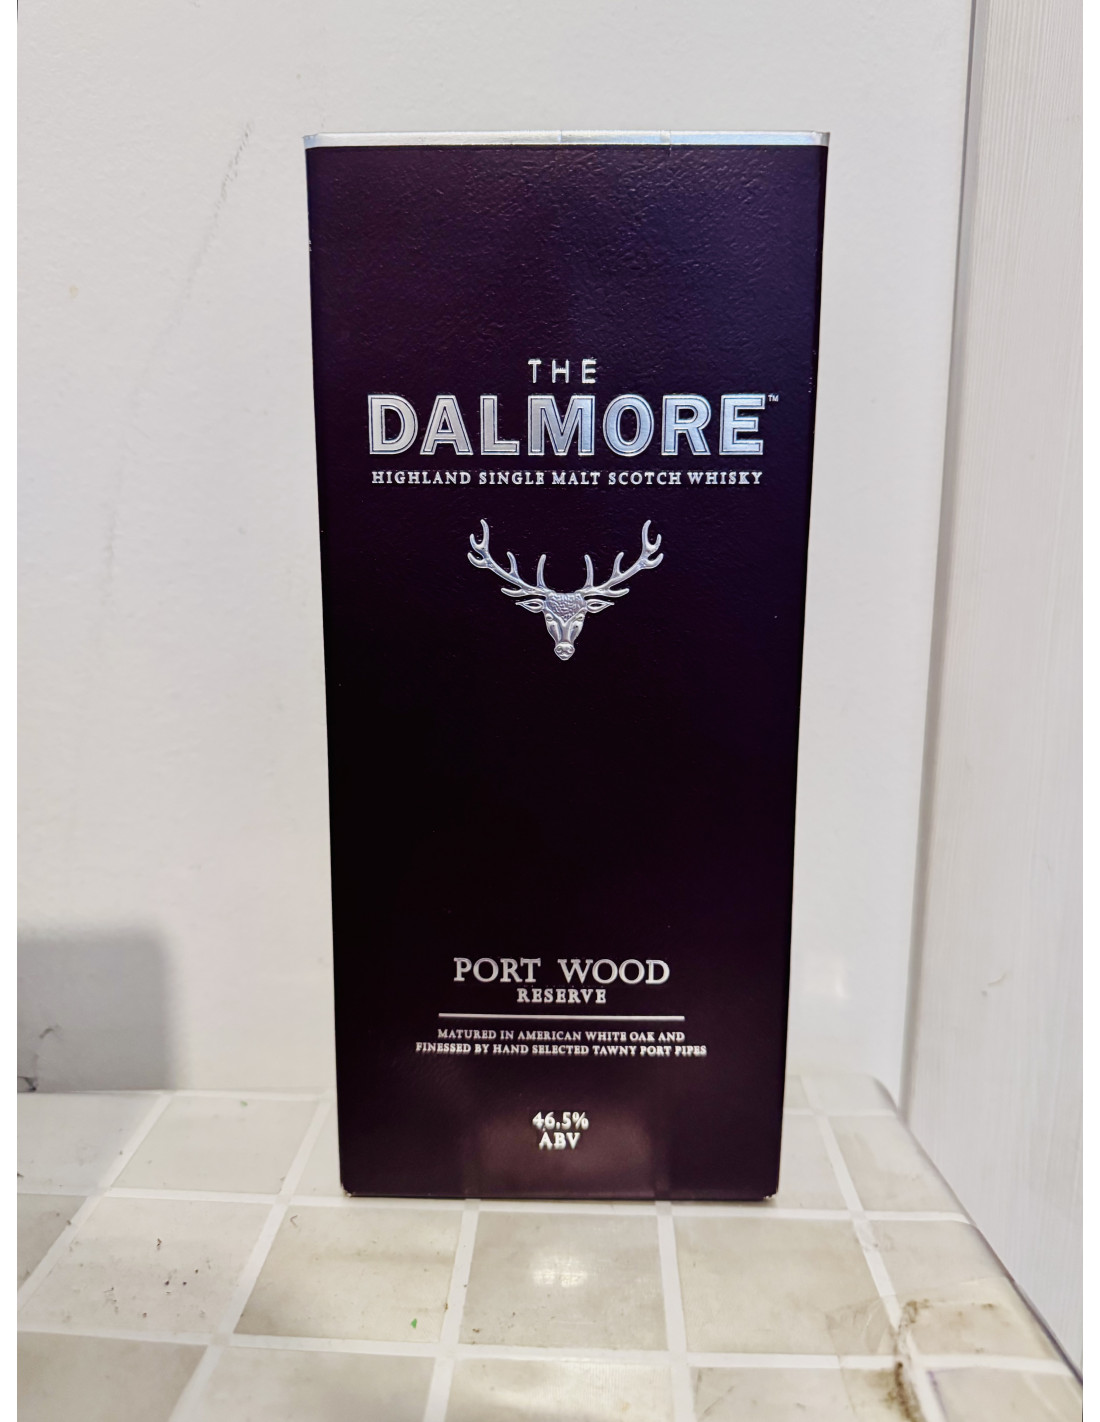 THE
DALMORE™
HIGHLAND SINGLE MALT SCOTCH WHISKY
PORT WOOD
RESERVE
MATURED IN AMERICAN WHITE OAK AND
FINESSED BY HAND SELECTED TAWNY PORT PIPES
46.5%
ABV